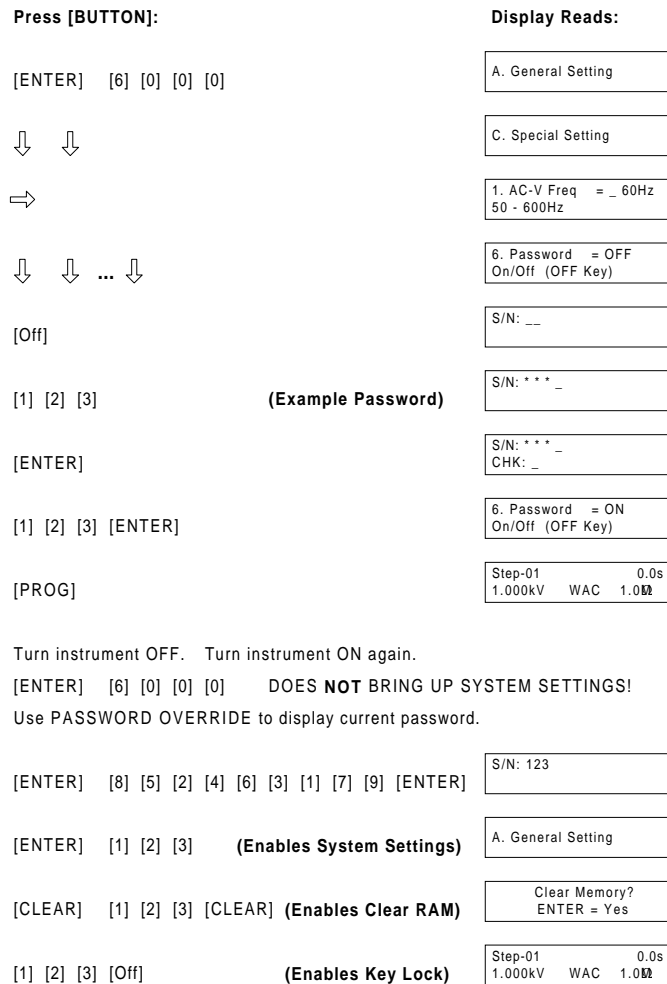 Press [BUTTON]: Display Reads:
[ENTER] [6] [0] [0] [0] A. General Setting
⇩ ⇩ C. Special Setting
⇨ 1. AC-V Freq = _ 60Hz
50 - 600Hz
⇩ ⇩ ... ⇩ 6. Password = OFF
On/Off (OFF Key)
[Off] S/N: _ _
[1] [2] [3] (Example Password) S/N: * * * _
[ENTER] S/N: * * * _
CHK: _
[1] [2] [3] [ENTER] 6. Password = ON
On/Off (OFF Key)
[PROG] Step-01 0.0s
1.000kV WAC 1.0MΩ
Turn instrument OFF. Turn instrument ON again.
[ENTER] [6] [0] [0] [0] DOES NOT BRING UP SYSTEM SETTINGS!
Use PASSWORD OVERRIDE to display current password.
[ENTER] [8] [5] [2] [4] [6] [3] [1] [7] [9] [ENTER] S/N: 123
[ENTER] [1] [2] [3] (Enables System Settings) A. General Setting
[CLEAR] [1] [2] [3] [CLEAR] (Enables Clear RAM) Clear Memory?
ENTER = Yes
[1] [2] [3] [Off] (Enables Key Lock) Step-01 0.0s
1.000kV WAC 1.0MΩ